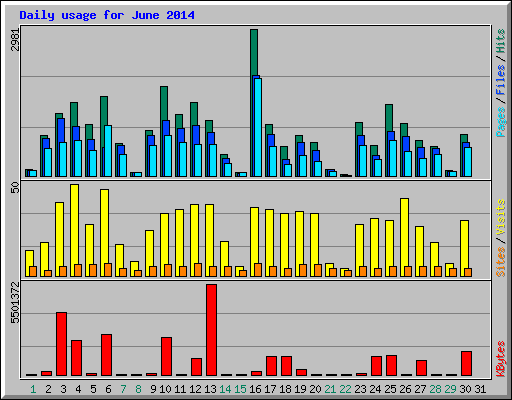 Daily usage for June 2014
2981
Pages / Files / Hits
50
Sites / Visits
5501372
KBytes
1 2 3 4 5 6 7 8 9 10 11 12 13 14 15 16 17 18 19 20 21 22 23 24 25 26 27 28 29 30 31